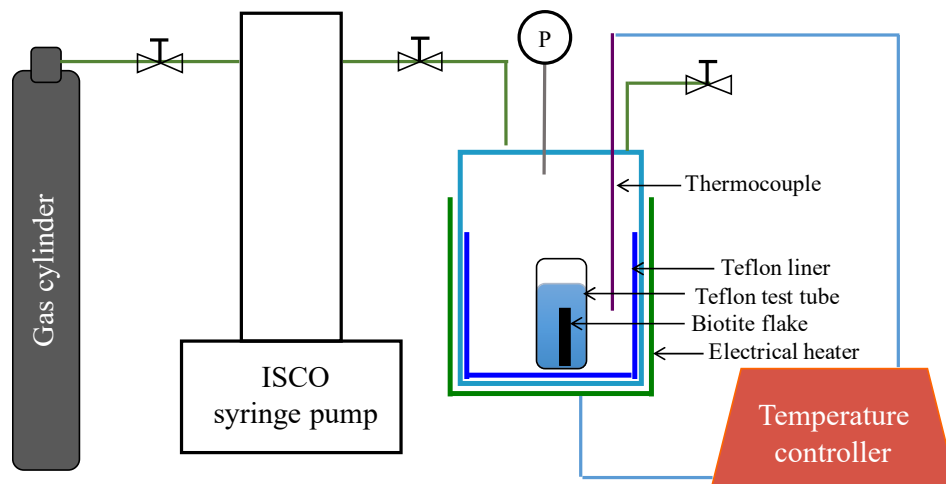 P
Gas cylinder
Thermocouple
Teflon liner
Teflon test tube
Biotite flake
Electrical heater
ISCO
syringe pump
Temperature
controller